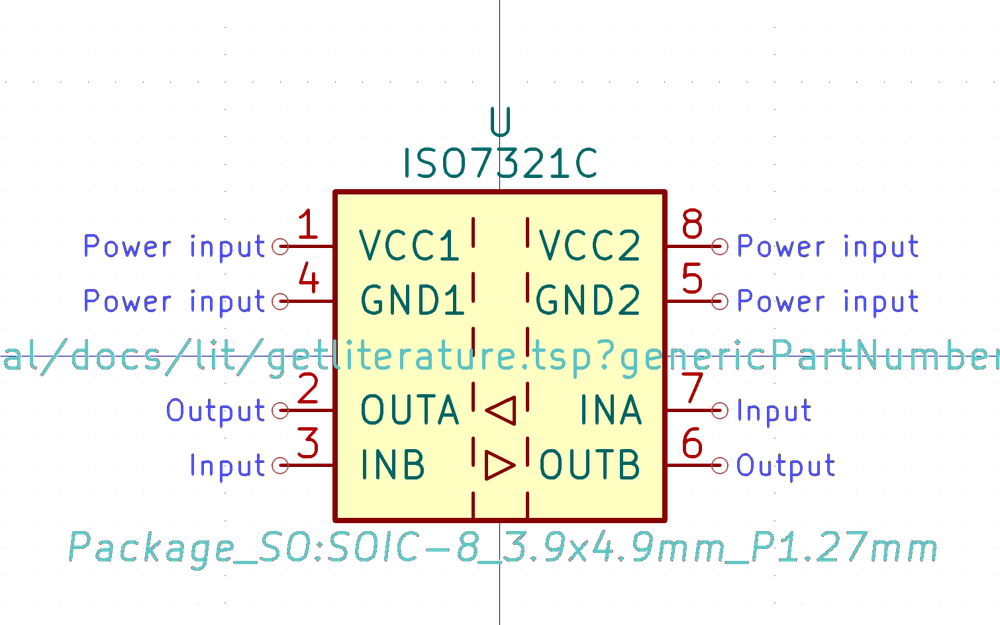 U
ISO7321C
Power input 1 VCC1 VCC2 8 Power input
Power input 4 GND1 GND2 5 Power input
al/docs/lit/getliterature.tsp?genericPartNumber
Output 2 OUTA INA 7 Input
Input 3 INB OUTB 6 Output
Package_SO:SOIC-8_3.9x4.9mm_P1.27mm